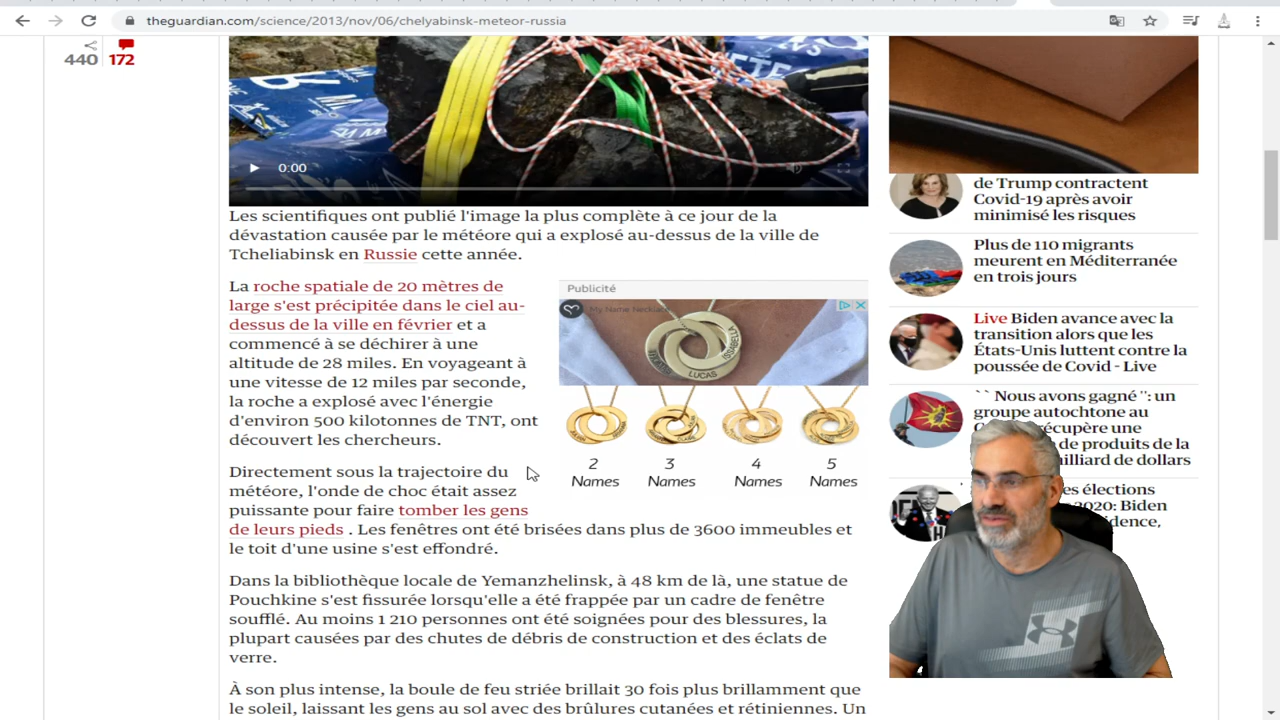 theguardian.com/science/2013/nov/06/chelyabinsk-meteor-russia
440
172
0:00
Les scientifiques ont publié l'image la plus complète à ce jour de la
dévastation causée par le météore qui a explosé au-dessus de la ville de
Tcheliabinsk en Russie cette année.
La roche spatiale de 20 mètres de
large s'est précipitée dans le ciel au-
dessus de la ville en février et a
commencé à se déchirer à une
altitude de 28 miles. En voyageant à
une vitesse de 12 miles par seconde,
la roche a explosé avec l'énergie
d'environ 500 kilotonnes de TNT, ont
découvert les chercheurs.
Publicité
My Name Necklace
LUCAS
ISABELLA
2
Names
3
Names
4
Names
5
Names
Directement sous la trajectoire du
météore, l'onde de choc était assez
puissante pour faire tomber les gens
de leurs pieds . Les fenêtres ont été brisées dans plus de 3600 immeubles et
le toit d'une usine s'est effondré.
Dans la bibliothèque locale de Yemanzhelinsk, à 48 km de là, une statue de
Pouchkine s'est fissurée lorsqu'elle a été frappée par un cadre de fenêtre
soufflé. Au moins 1 210 personnes ont été soignées pour des blessures, la
plupart causées par des chutes de débris de construction et des éclats de
verre.
À son plus intense, la boule de feu striée brillait 30 fois plus brillamment que
le soleil, laissant les gens au sol avec des brûlures cutanées et rétiniennes. Un
de Trump contractent
Covid-19 après avoir
minimisé les risques
Plus de 110 migrants
meurent en Méditerranée
en trois jours
Live Biden avance avec la
transition alors que les
États-Unis luttent contre la
poussée de Covid - Live
`` Nous avons gagné '': un
groupe autochtone au
récupère une
de produits de la
illiard de dollars
es élections
2020: Biden
idence,